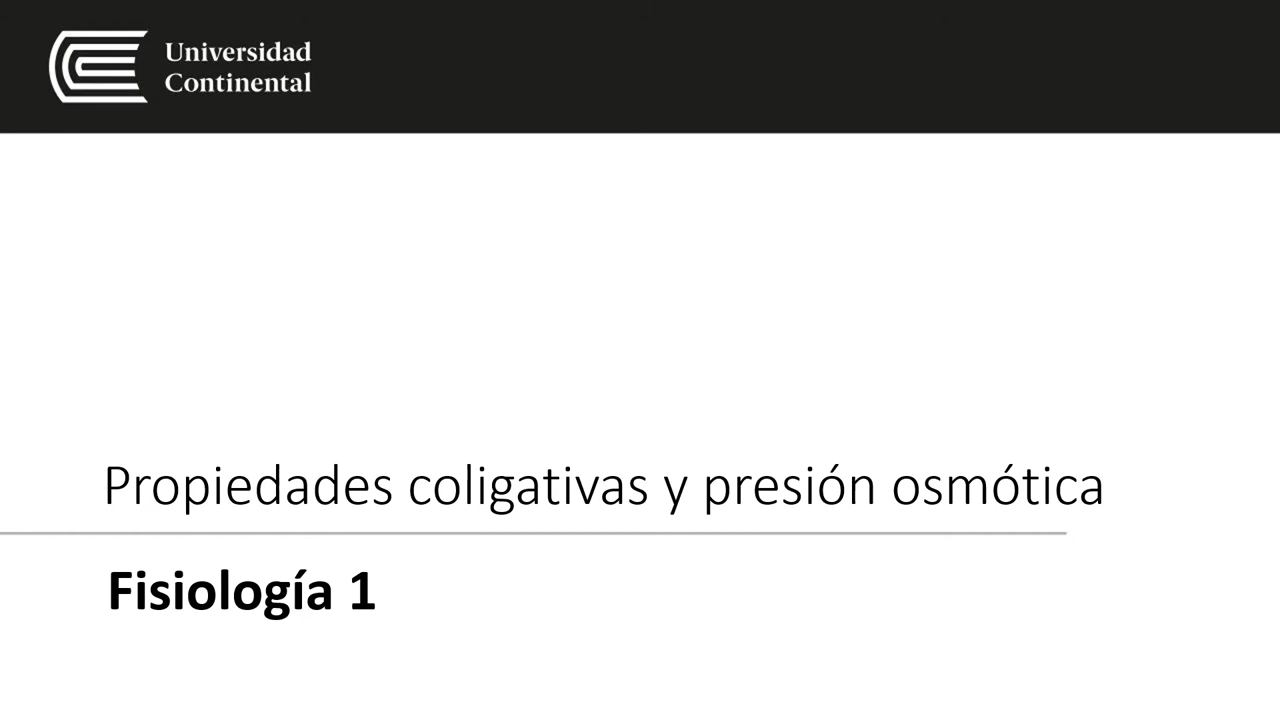 Universidad
Continental
Propiedades coligativas y presión osmótica
Fisiología 1